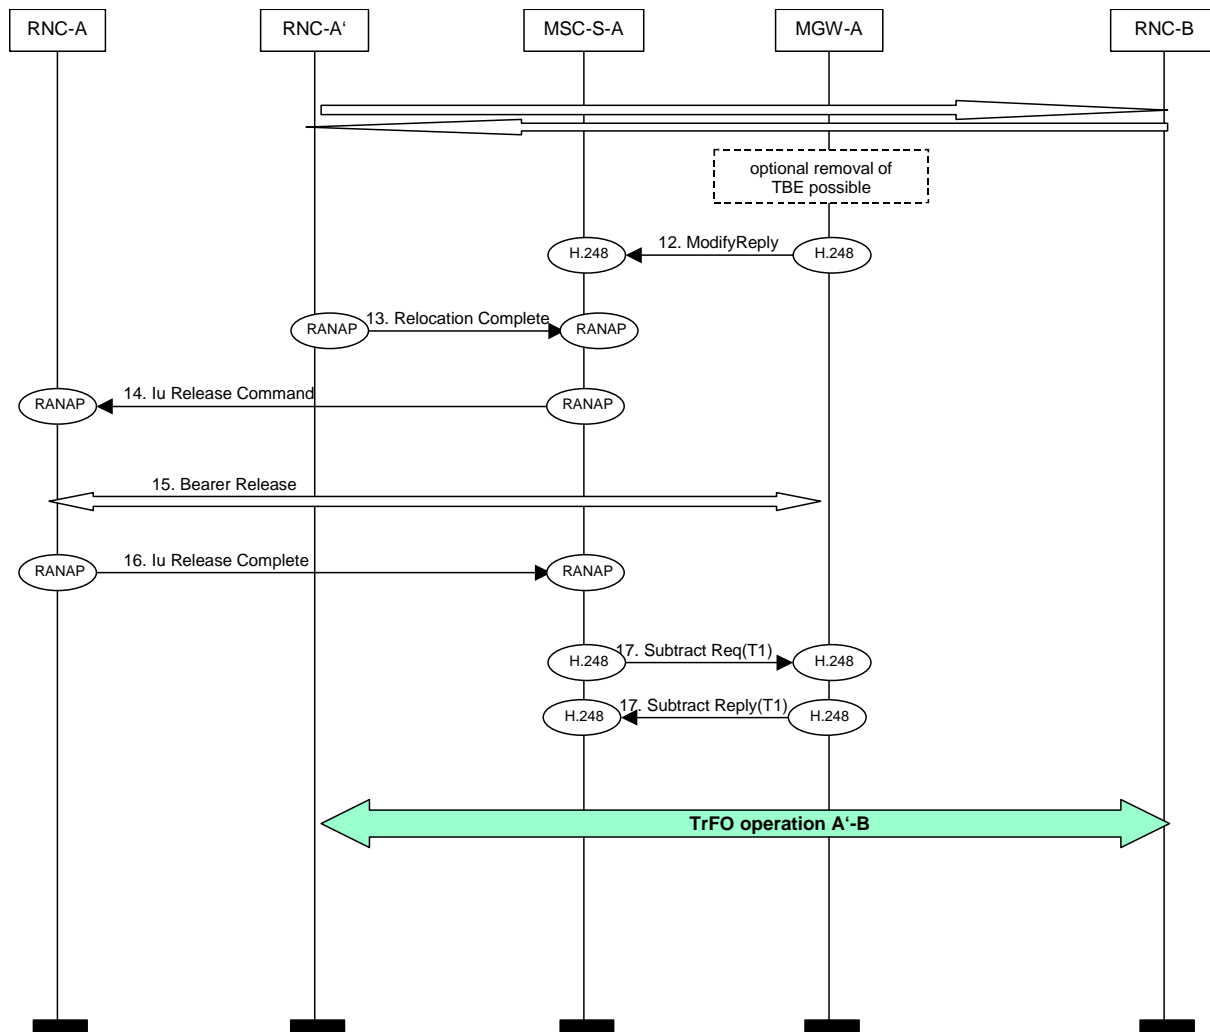 RNC-A
RNC-A‘
MSC-S-A
MGW-A
RNC-B
optional removal of
TBE possible
H.248
12. ModifyReply
H.248
RANAP
13. Relocation Complete
RANAP
RANAP
14. Iu Release Command
RANAP
15. Bearer Release
RANAP
16. Iu Release Complete
RANAP
H.248
17. Subtract Req(T1)
H.248
H.248
17. Subtract Reply(T1)
H.248
TrFO operation A‘-B